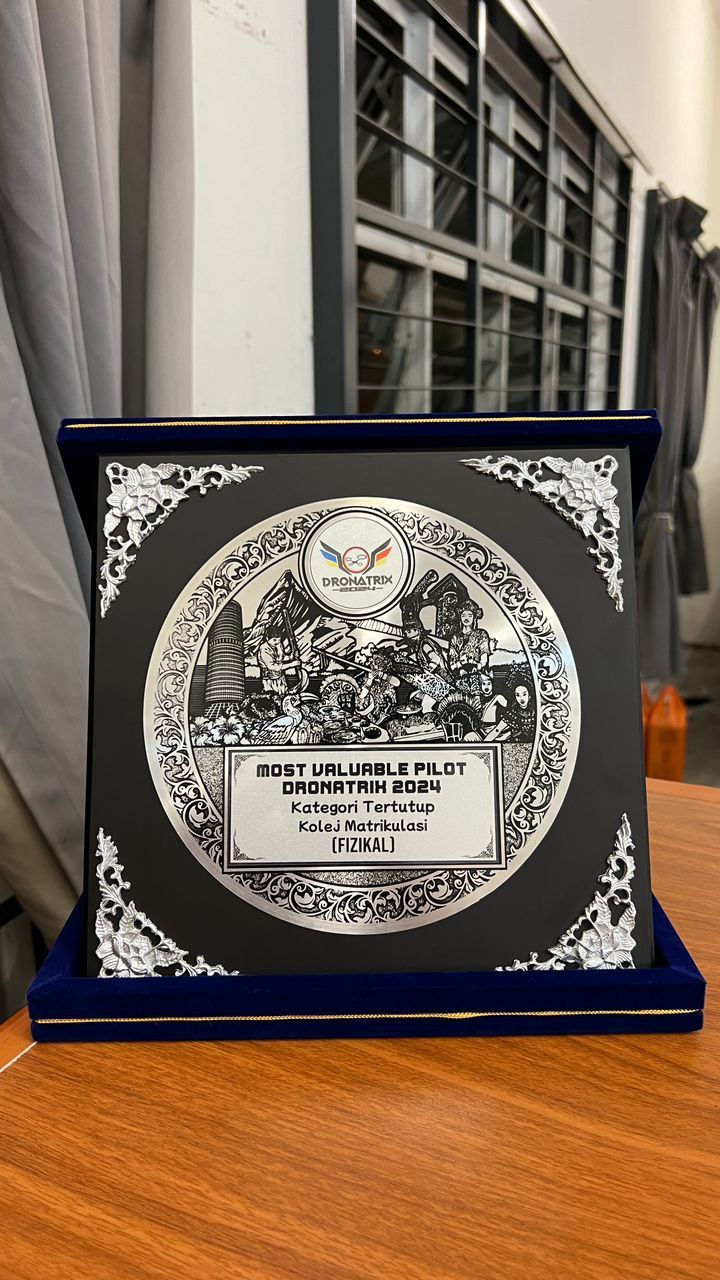 DRONATRIX
2024
MOST VALUABLE PILOT
DRONATRIX 2024
Kategori Tertutup
Kolej Matrikulasi
(FIZIKAL)